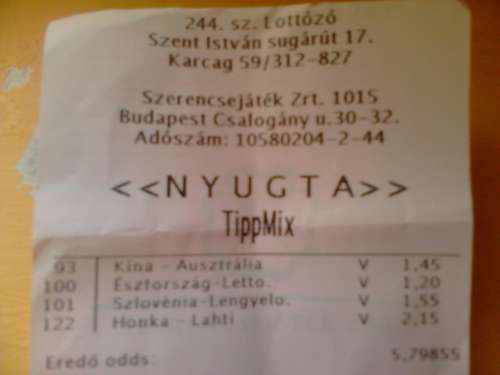 244. sz. Lottózó
Szent István sugárút 17.
Karcag 59/312-827
Szerencsejáték Zrt. 1015
Budapest Csalogány u.30-32.
Adószám: 10580204-2-44
<<NYUGTA>>
TippMix
93 Kína - Ausztrália V 1,45
100 Észtország-Letto. V 1,20
101 Szlovénia-Lengyelo. V 1,55
122 Honka - Lahti V 2,15
Eredő odds: 5,79855